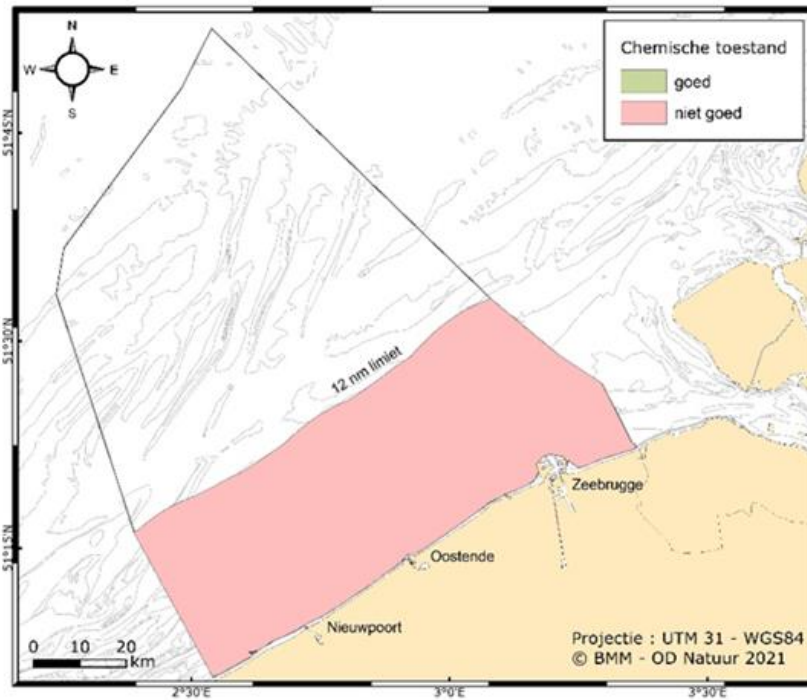 N
W E
S
Chemische toestand
goed
niet goed
51°45'N
51°30'N
51°15'N
12 nm limiet
Zeebrugge
Oostende
Nieuwpoort
0 10 20
km
Projectie : UTM 31 - WGS84
© BMM - OD Natuur 2021
2°30'E 3°0'E 3°30'E